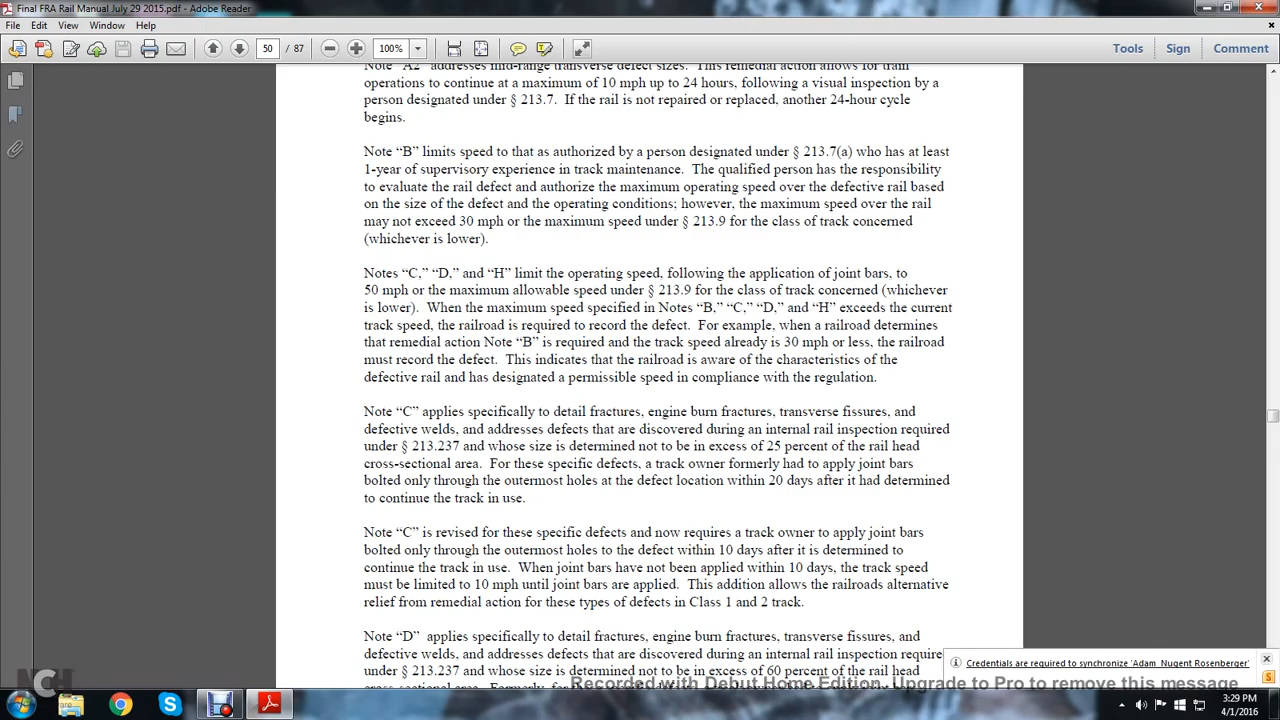 Final FRA Rail Manual July 29 2015.pdf - Adobe Reader
File Edit View Window Help
50 / 87 100% Tools Sign Comment
Note “A2” addresses mid-range transverse defect sizes. This remedial action allows for train
operations to continue at a maximum of 10 mph up to 24 hours, following a visual inspection by a
person designated under § 213.7. If the rail is not repaired or replaced, another 24-hour cycle
begins.
Note “B” limits speed to that as authorized by a person designated under § 213.7(a) who has at least
1-year of supervisory experience in track maintenance. The qualified person has the responsibility
to evaluate the rail defect and authorize the maximum operating speed over the defective rail based
on the size of the defect and the operating conditions; however, the maximum speed over the rail
may not exceed 30 mph or the maximum speed under § 213.9 for the class of track concerned
(whichever is lower).
Notes “C,” “D,” and “H” limit the operating speed, following the application of joint bars, to
50 mph or the maximum allowable speed under § 213.9 for the class of track concerned (whichever
is lower). When the maximum speed specified in Notes “B,” “C,” “D,” and “H” exceeds the current
track speed, the railroad is required to record the defect. For example, when a railroad determines
that remedial action Note “B” is required and the track speed already is 30 mph or less, the railroad
must record the defect. This indicates that the railroad is aware of the characteristics of the
defective rail and has designated a permissible speed in compliance with the regulation.
Note “C” applies specifically to detail fractures, engine burn fractures, transverse fissures, and
defective welds, and addresses defects that are discovered during an internal rail inspection required
under § 213.237 and whose size is determined not to be in excess of 25 percent of the rail head
cross-sectional area. For these specific defects, a track owner formerly had to apply joint bars
bolted only through the outermost holes at the defect location within 20 days after it had determined
to continue the track in use.
Note “C” is revised for these specific defects and now requires a track owner to apply joint bars
bolted only through the outermost holes to the defect within 10 days after it is determined to
continue the track in use. When joint bars have not been applied within 10 days, the track speed
must be limited to 10 mph until joint bars are applied. This addition allows the railroads alternative
relief from remedial action for these types of defects in Class 1 and 2 track.
Note “D” applies specifically to detail fractures, engine burn fractures, transverse fissures, and
defective welds, and addresses defects that are discovered during an internal rail inspection require
under § 213.237 and whose size is determined not to be in excess of 60 percent of the rail head
Credentials are required to synchronize 'Adam_Nugent Rosenberger'
NCH
Recorded with Debut Home Edition. Upgrade to Pro to remove this message
3:29 PM
4/1/2016